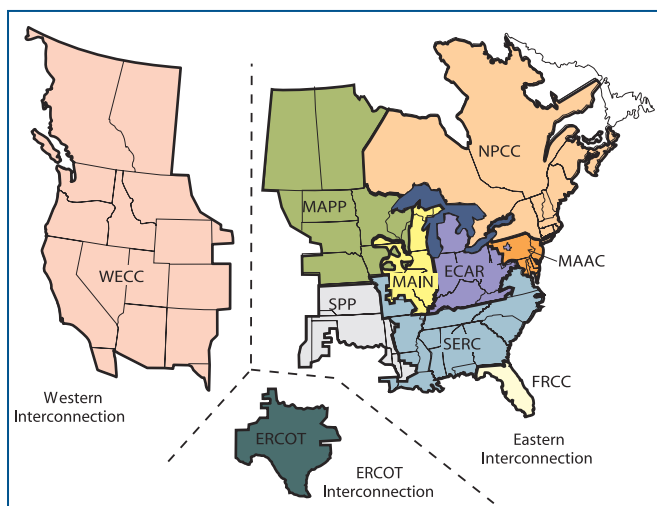 NPCC
MAPP
MAAC
WECC
MAIN
ECAR
SPP
SERC
FRCC
Western
Interconnection
ERCOT
Eastern
Interconnection
ERCOT
Interconnection